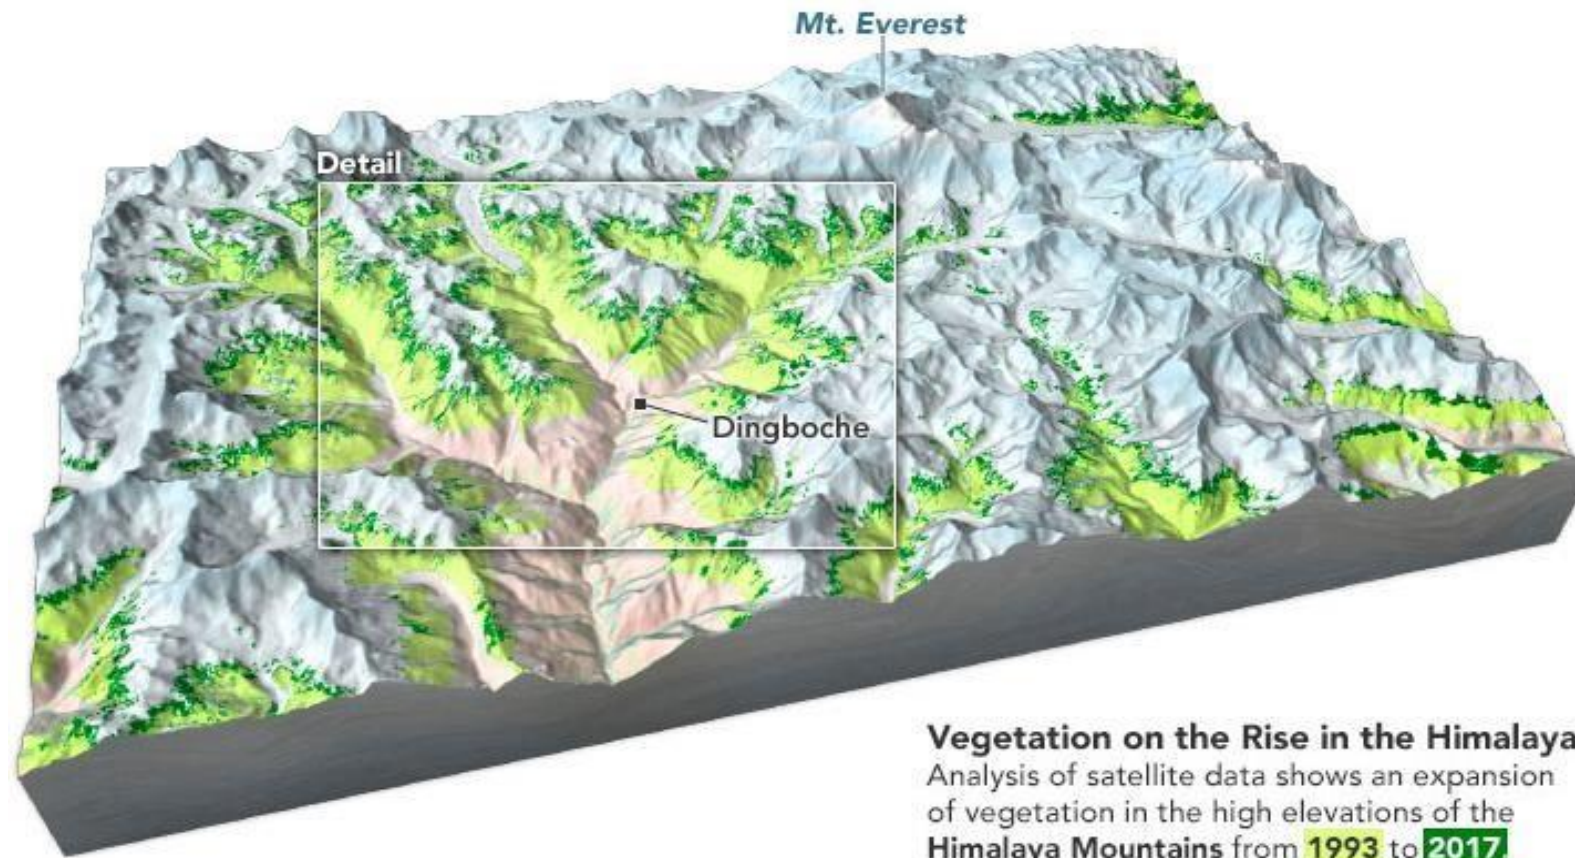 Mt. Everest
Detail
Dingboche
Vegetation on the Rise in the Himalaya
Analysis of satellite data shows an expansion
of vegetation in the high elevations of the
Himalaya Mountains from 1993 to 2017.